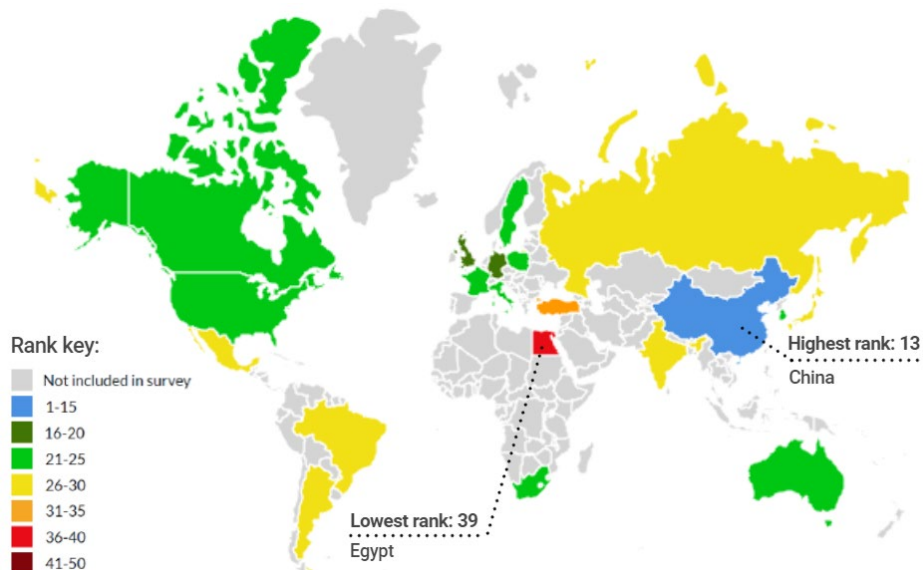 Rank key:
Not included in survey
1-15
16-20
21-25
26-30
31-35
36-40
41-50
Highest rank: 13
China
Lowest rank: 39
Egypt